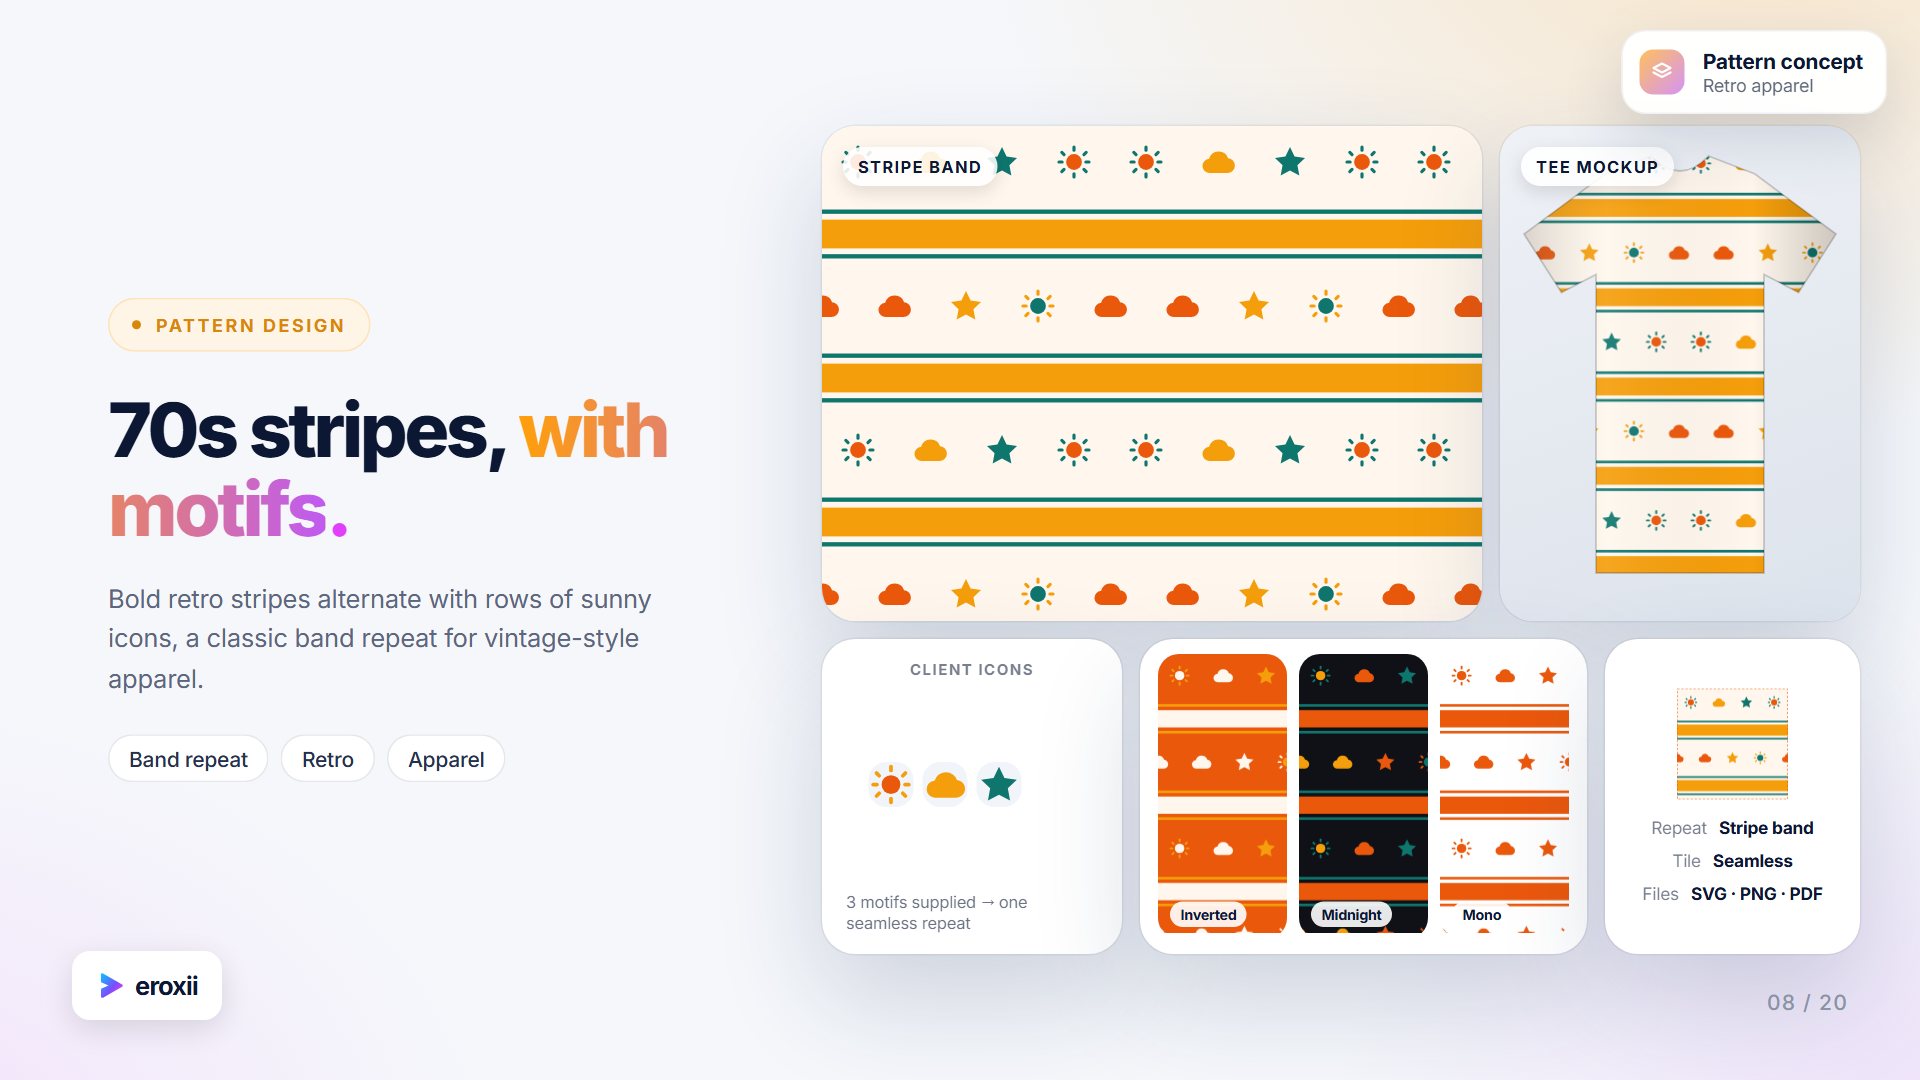 Pattern concept
Retro apparel
STRIPE BAND
TEE MOCKUP
PATTERN DESIGN
70s stripes, with
motifs.
Bold retro stripes alternate with rows of sunny
icons, a classic band repeat for vintage-style
apparel.
Band repeat
Retro
Apparel
CLIENT ICONS
3 motifs supplied → one
seamless repeat
Inverted
Midnight
Mono
Repeat Stripe band
Tile Seamless
Files SVG · PNG · PDF
eroxii
08 / 20